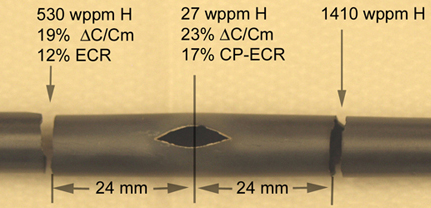 530 wppm H
19% ΔC/Cm
12% ECR
27 wppm H
23% ΔC/Cm
17% CP-ECR
1410 wppm H
24 mm
24 mm